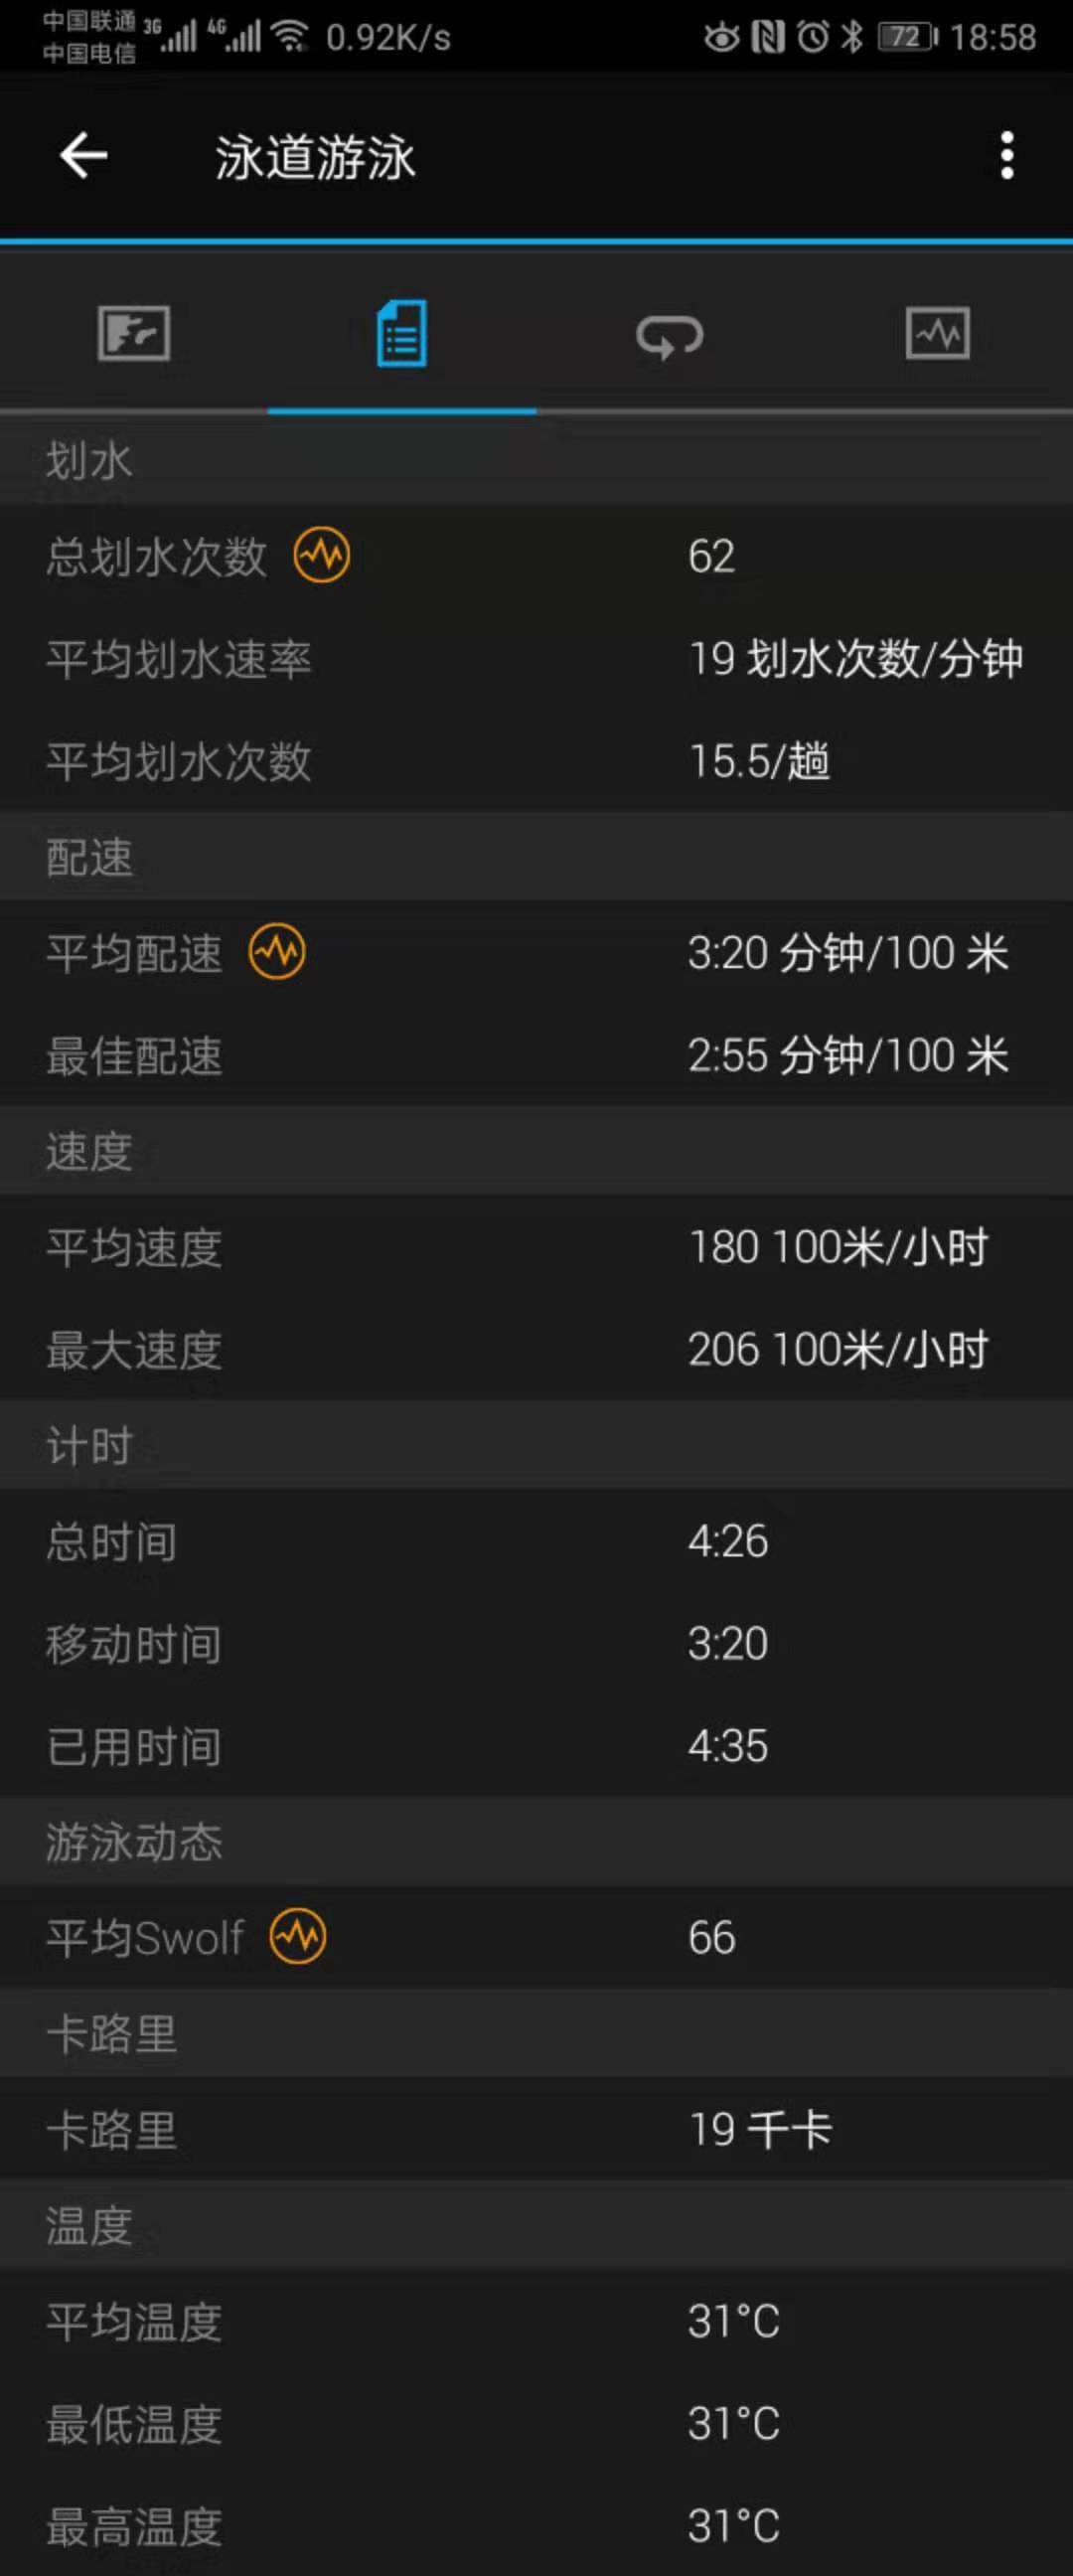 中国联通 3G 4G 0.92K/s 72 18:58
中国电信
泳道游泳
划水
总划水次数 62
平均划水速率 19 划水次数/分钟
平均划水次数 15.5/趟
配速
平均配速 3:20 分钟/100 米
最佳配速 2:55 分钟/100 米
速度
平均速度 180 100米/小时
最大速度 206 100米/小时
计时
总时间 4:26
移动时间 3:20
已用时间 4:35
游泳动态
平均Swolf 66
卡路里
卡路里 19 千卡
温度
平均温度 31°C
最低温度 31°C
最高温度 31°C